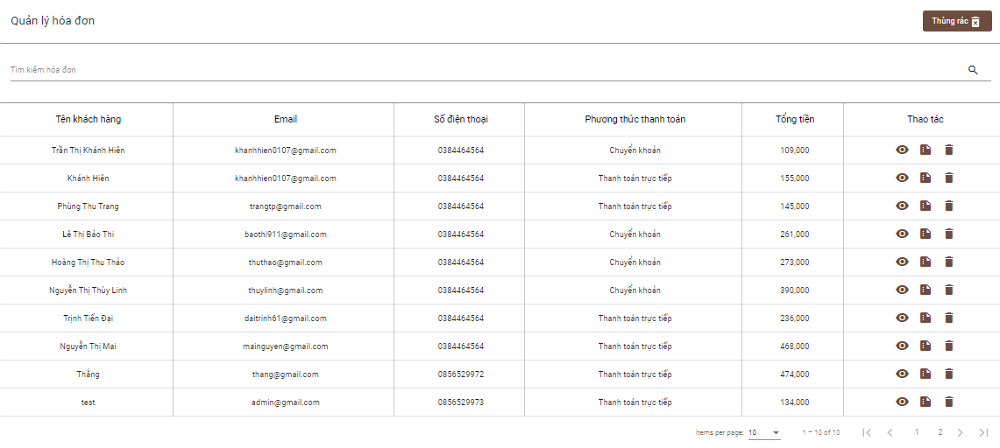 Quản lý hóa đơn
Thùng rác
Tìm kiếm hóa đơn
Tên khách hàng Email Số điện thoại Phương thức thanh toán Tổng tiền Thao tác
Trần Thị Khánh Hiên khanhhien0107@gmail.com 0384464564 Chuyển khoản 109,000
Khánh Hiên khanhhien0107@gmail.com 0384464564 Thanh toán trực tiếp 155,000
Phùng Thu Trang trangtp@gmail.com 0384464564 Thanh toán trực tiếp 145,000
Lê Thị Bảo Thi baothi911@gmail.com 0384464564 Chuyển khoản 261,000
Hoàng Thị Thu Thảo thuthao@gmail.com 0384464564 Chuyển khoản 273,000
Nguyễn Thị Thùy Linh thuylinh@gmail.com 0384464564 Chuyển khoản 390,000
Trịnh Tiến Đại daitrinh61@gmail.com 0384464564 Thanh toán trực tiếp 236,000
Nguyễn Thị Mai mainguyen@gmail.com 0384464564 Thanh toán trực tiếp 468,000
Thắng thang@gmail.com 0856529972 Thanh toán trực tiếp 474,000
test admin@gmail.com 0856529973 Thanh toán trực tiếp 134,000
Items per page: 10 1 – 10 of 10 1 2